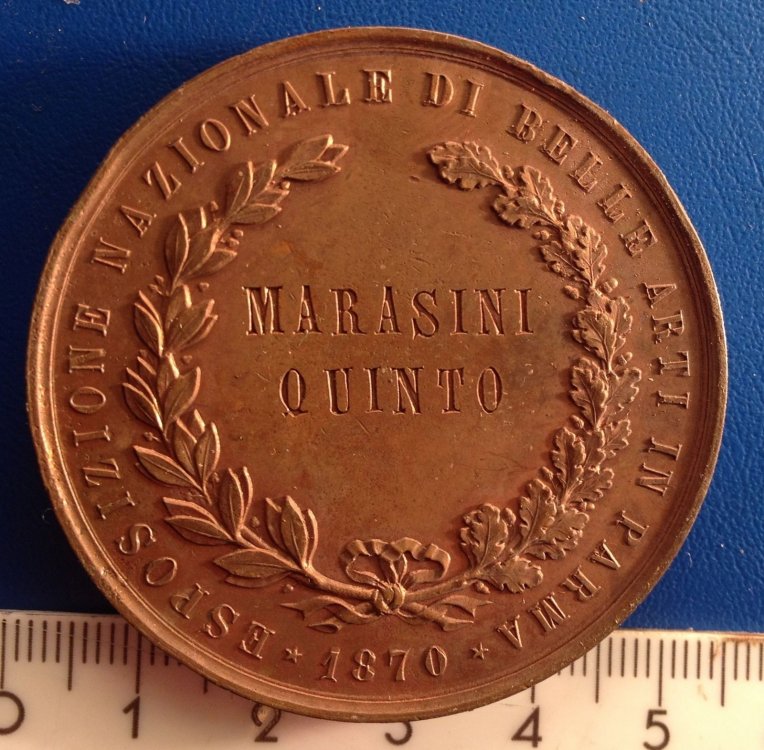 ESPOSIZIONE NAZIONALE DI BELLE ARTI IN PARMA
MARASINI
QUINTO
* 1870 *
0 1 2 3 4 5